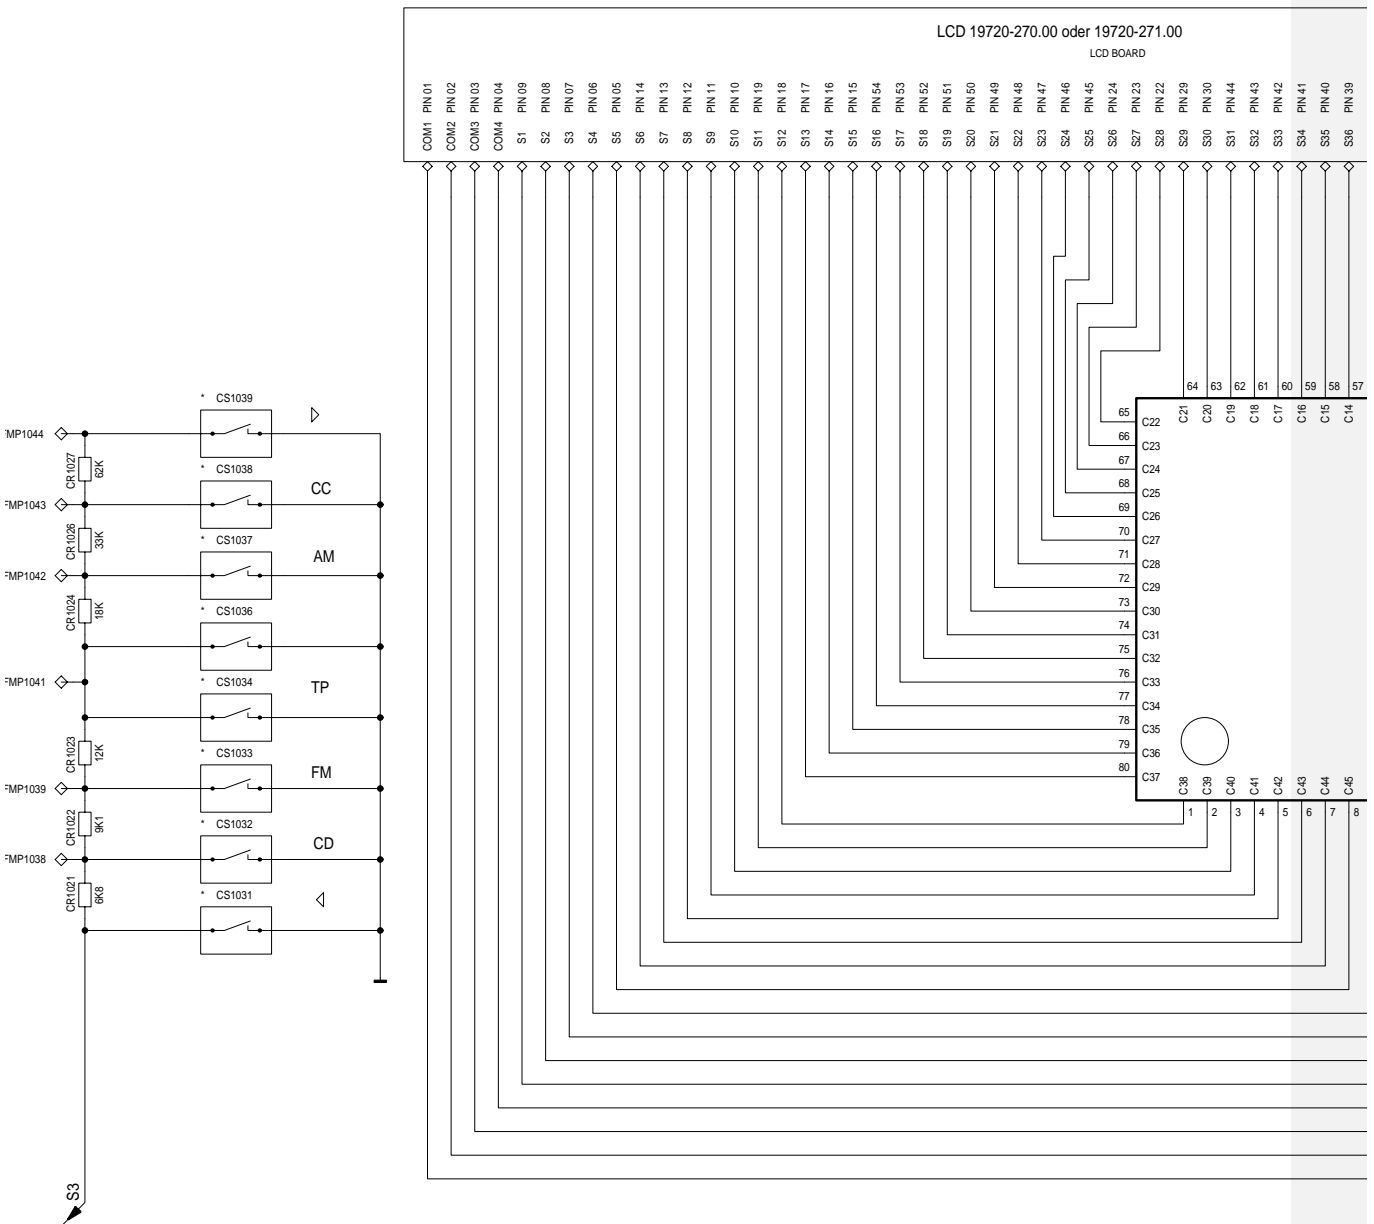 LCD 19720-270.00 oder 19720-271.00
LCD BOARD
PIN 01 PIN 02 PIN 03 PIN 04 PIN 09 PIN 08 PIN 07 PIN 06 PIN 05 PIN 14 PIN 13 PIN 12 PIN 11 PIN 10 PIN 19 PIN 18 PIN 17 PIN 16 PIN 15 PIN 54 PIN 53 PIN 52 PIN 51 PIN 50 PIN 49 PIN 48 PIN 47 PIN 46 PIN 45 PIN 24 PIN 23 PIN 22 PIN 29 PIN 30 PIN 44 PIN 43 PIN 42 PIN 41 PIN 40 PIN 39
COM1 COM2 COM3 COM4 S1 S2 S3 S4 S5 S6 S7 S8 S9 S10 S11 S12 S13 S14 S15 S16 S17 S18 S19 S20 S21 S22 S23 S24 S25 S26 S27 S28 S29 S30 S31 S32 S33 S34 S35 S36
64 63 62 61 60 59 58 57
C21 C20 C19 C18 C17 C16 C15 C14
65 C22
66 C23
67 C24
68 C25
69 C26
70 C27
71 C28
72 C29
73 C30
74 C31
75 C32
76 C33
77 C34
78 C35
79 C36
80 C37
C38 C39 C40 C41 C42 C43 C44 C45
1 2 3 4 5 6 7 8
* CS1039
MP1044
CR1027 62K
* CS1038
CC
FMP1043
CR1026 33K
* CS1037
AM
FMP1042
CR1024 18K
* CS1036
FMP1041
* CS1034
TP
CR1023 12K
* CS1033
FM
FMP1039
CR1022 9K1
* CS1032
CD
FMP1038
CR1021 6K8
* CS1031
S3